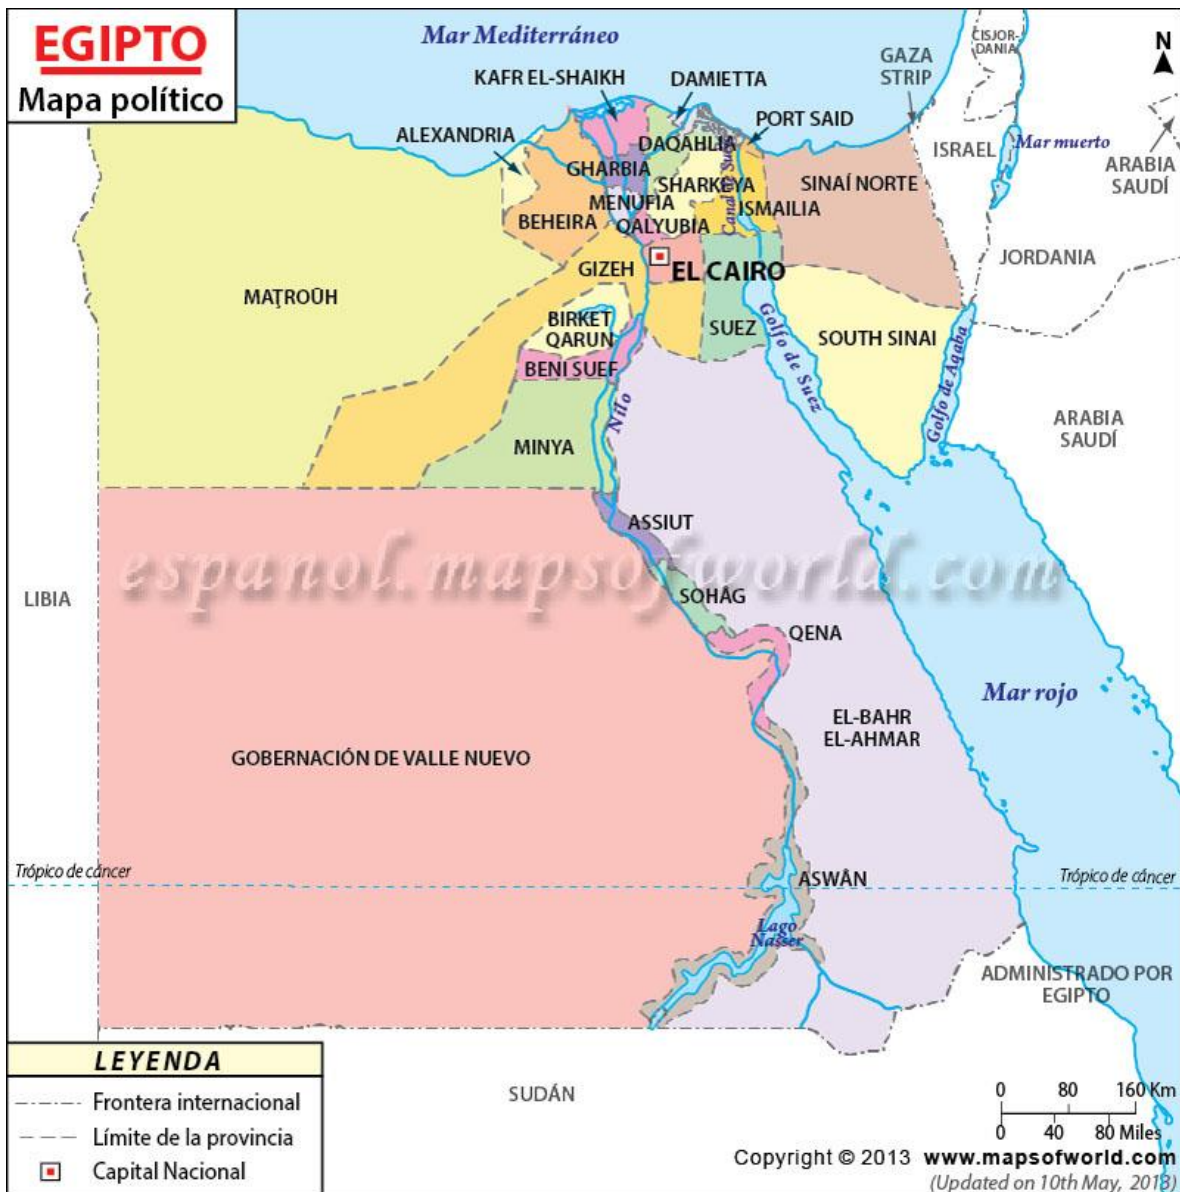 EGIPTO
Mapa político
Mar Mediterráneo
CISJOR-
DANIA
N
GAZA
STRIP
KAFR EL-SHAIKH
DAMIETTA
ALEXANDRIA
PORT SAID
DAQAHLIA
ISRAEL
Mar muerto
ARABIA
SAUDÍ
GHARBIA
SHARKEYA
SINAÍ NORTE
MENUFIA
ISMAILIA
Canal de Suez
BEHEIRA
QALYUBIA
JORDANIA
GIZEH
EL CAIRO
MAŢROŪH
BIRKET
QARUN
SUEZ
Golfo de Suez
SOUTH SINAI
Golfo de Aqaba
BENI SUEF
Nilo
ARABIA
SAUDÍ
MINYA
ASSIUT
espanol.mapsofworld.com
LIBIA
SOHÂG
QENA
Mar rojo
EL-BAHR
EL-AHMAR
GOBERNACIÓN DE VALLE NUEVO
Trópico de cáncer
Trópico de cáncer
ASWÂN
Lago
Nasser
ADMINISTRADO POR
EGIPTO
LEYENDA
Frontera internacional
Límite de la provincia
Capital Nacional
SUDÁN
0 80 160 Km
0 40 80 Miles
Copyright © 2013 www.mapsofworld.com
(Updated on 10th May, 2013)